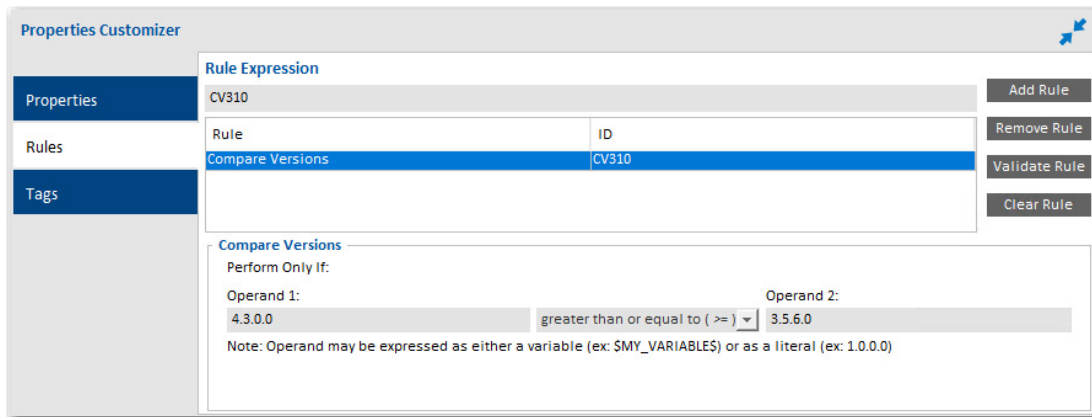 Properties Customizer
Properties
Rules
Tags
Rule Expression
CV310
Rule ID
Compare Versions CV310
Add Rule
Remove Rule
Validate Rule
Clear Rule
Compare Versions
Perform Only If:
Operand 1: Operand 2:
4.3.0.0 greater than or equal to ( >= ) 3.5.6.0
Note: Operand may be expressed as either a variable (ex: $MY_VARIABLE$) or as a literal (ex: 1.0.0.0)